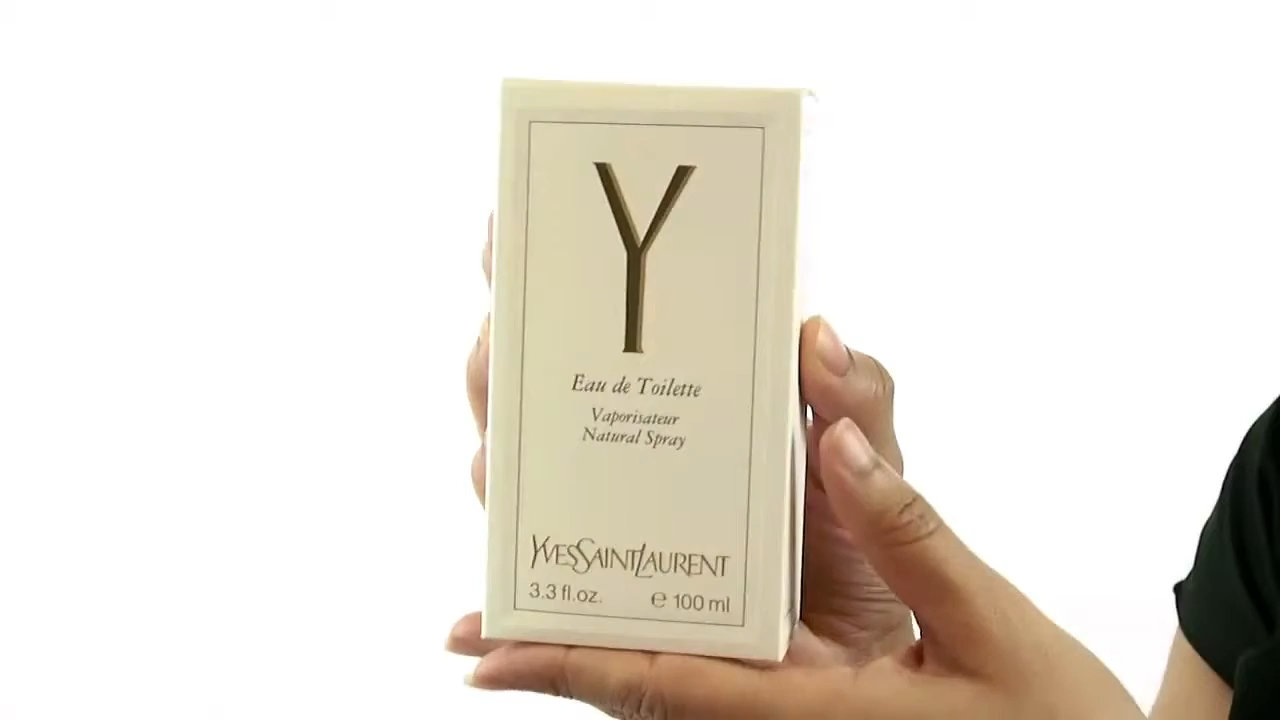 Y
Eau de Toilette
Vaporisateur
Natural Spray
YVESSAINTLAURENT
3.3 fl.oz. ℮ 100 ml